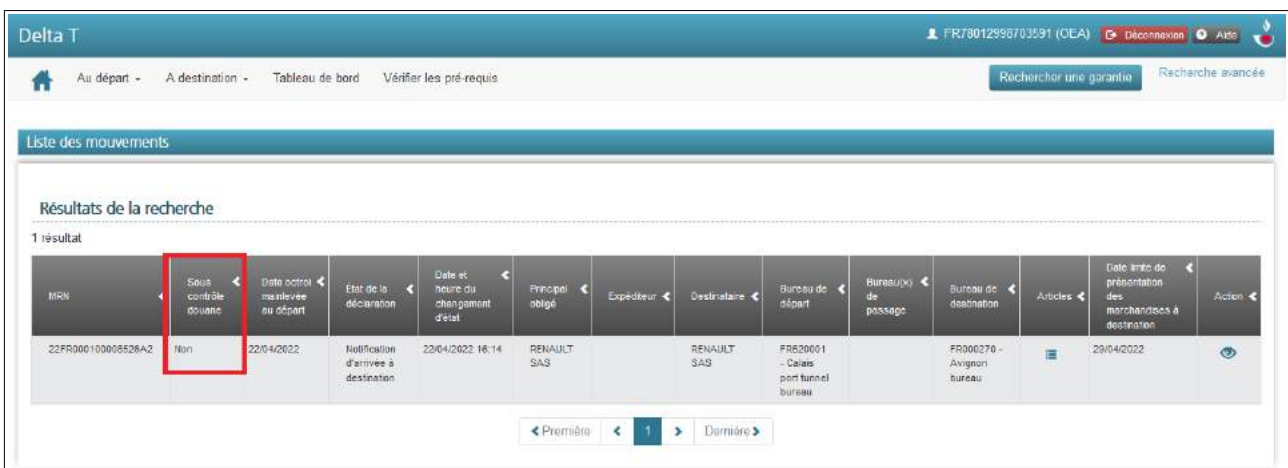 Delta T
FR78012998703591 (OEA) Déconnexion Aide
Au départ A destination Tableau de bord Vérifier les pré-requis Rechercher une garantie Recherche avancée
Liste des mouvements
Résultats de la recherche
1 résultat
MRN
Sous
contrôle
douane
Date octroi
mainlevée
au départ
État de la
déclaration
Date et
heure du
changement
d'état
Principal
obligé
Expéditeur
Destinataire
Bureau de
départ
Bureau(x)
de
passage
Bureau de
destination
Articles
Date limite de
présentation
des
marchandises à
destination
Action
22FR000100008526A2
Non
22/04/2022
Notification
d'arrivée à
destination
22/04/2022 16:14
RENAULT
SAS
RENAULT
SAS
FR620001
- Calais
port tunnel
bureau
FR000270 -
Avignon
bureau
29/04/2022
Première 1 Dernière